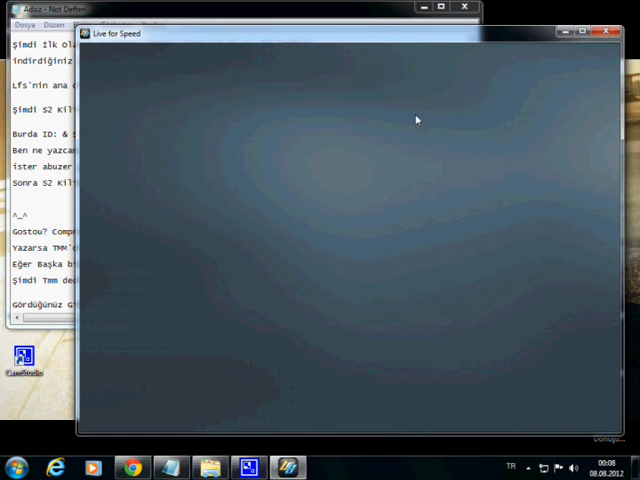 Adsız - Not Defteri
Dosya Düzen
Live for Speed
Şimdi İlk Ola
indirdiğiniz
Lfs'nin ana
Şimdi S2 Kil
Burda ID: &
Ben ne yazcam
ister abuzer
Sonra S2 Kil
^_^
Gostou? Comp
Yazarsa TMM'
Eğer Başka bi
Şimdi Tmm de
Gördüğünüz G
CamStudio
TR
00:08
08.08.2012